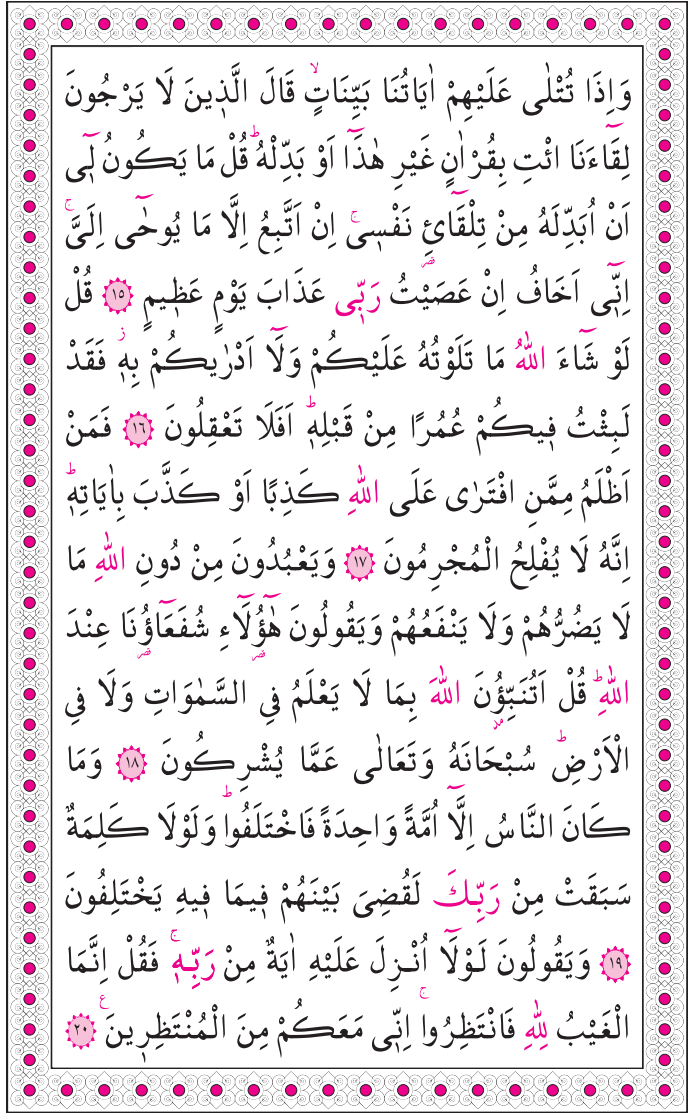 وَاِذَا تُتْلٰى عَلَيْهِمْ اٰيَاتُنَا بَيِّنَاتٍۙ قَالَ الَّذ۪ينَ لَا يَرْجُونَ
لِقَٓاءَنَا ائْتِ بِقُرْاٰنٍ غَيْرِ هٰذَٓا اَوْ بَدِّلْهُۜ قُلْ مَا يَكُونُ ل۪ٓي
اَنْ اُبَدِّلَهُ مِنْ تِلْقَٓائِ۬ نَفْس۪يۚ اِنْ اَتَّبِعُ اِلَّا مَا يُوحٰٓى اِلَيَّۚ
اِنّ۪ٓي اَخَافُ اِنْ عَصَيْتُ رَبّ۪ي عَذَابَ يَوْمٍ عَظ۪يمٍ ﴿١٥﴾ قُلْ
لَوْ شَٓاءَ اللّٰهُ مَا تَلَوْتُهُ عَلَيْكُمْ وَلَٓا اَدْرٰيكُمْ بِه۪ۘ فَقَدْ
لَبِثْتُ ف۪يكُمْ عُمُرًا مِنْ قَبْلِه۪ۜ اَفَلَا تَعْقِلُونَ ﴿١٦﴾ فَمَنْ
اَظْلَمُ مِمَّنِ افْتَرٰى عَلَى اللّٰهِ كَذِبًا اَوْ كَذَّبَ بِاٰيَاتِه۪ۜ
اِنَّهُ لَا يُفْلِحُ الْمُجْرِمُونَ ﴿١٧﴾ وَيَعْبُدُونَ مِنْ دُونِ اللّٰهِ مَا
لَا يَضُرُّهُمْ وَلَا يَنْفَعُهُمْ وَيَقُولُونَ هٰٓؤُ۬لَٓاءِ شُفَعَٓاؤُ۬نَا عِنْدَ
اللّٰهِۜ قُلْ اَتُنَبِّؤُ۫نَ اللّٰهَ بِمَا لَا يَعْلَمُ فِي السَّمٰوَاتِ وَلَا فِي
الْاَرْضِۜ سُبْحَانَهُ وَتَعَالٰى عَمَّا يُشْرِكُونَ ﴿١٨﴾ وَمَا
كَانَ النَّاسُ اِلَّٓا اُمَّةً وَاحِدَةً فَاخْتَلَفُواۜ وَلَوْلَا كَلِمَةٌ
سَبَقَتْ مِنْ رَبِّكَ لَقُضِيَ بَيْنَهُمْ ف۪يمَا ف۪يهِ يَخْتَلِفُونَ
﴿١٩﴾ وَيَقُولُونَ لَوْلَٓا اُنْزِلَ عَلَيْهِ اٰيَةٌ مِنْ رَبِّه۪ۚ فَقُلْ اِنَّمَا
الْغَيْبُ لِلّٰهِ فَانْتَظِرُواۚ اِنّ۪ي مَعَكُمْ مِنَ الْمُنْتَظِر۪ينَ۟ ﴿٢٠﴾